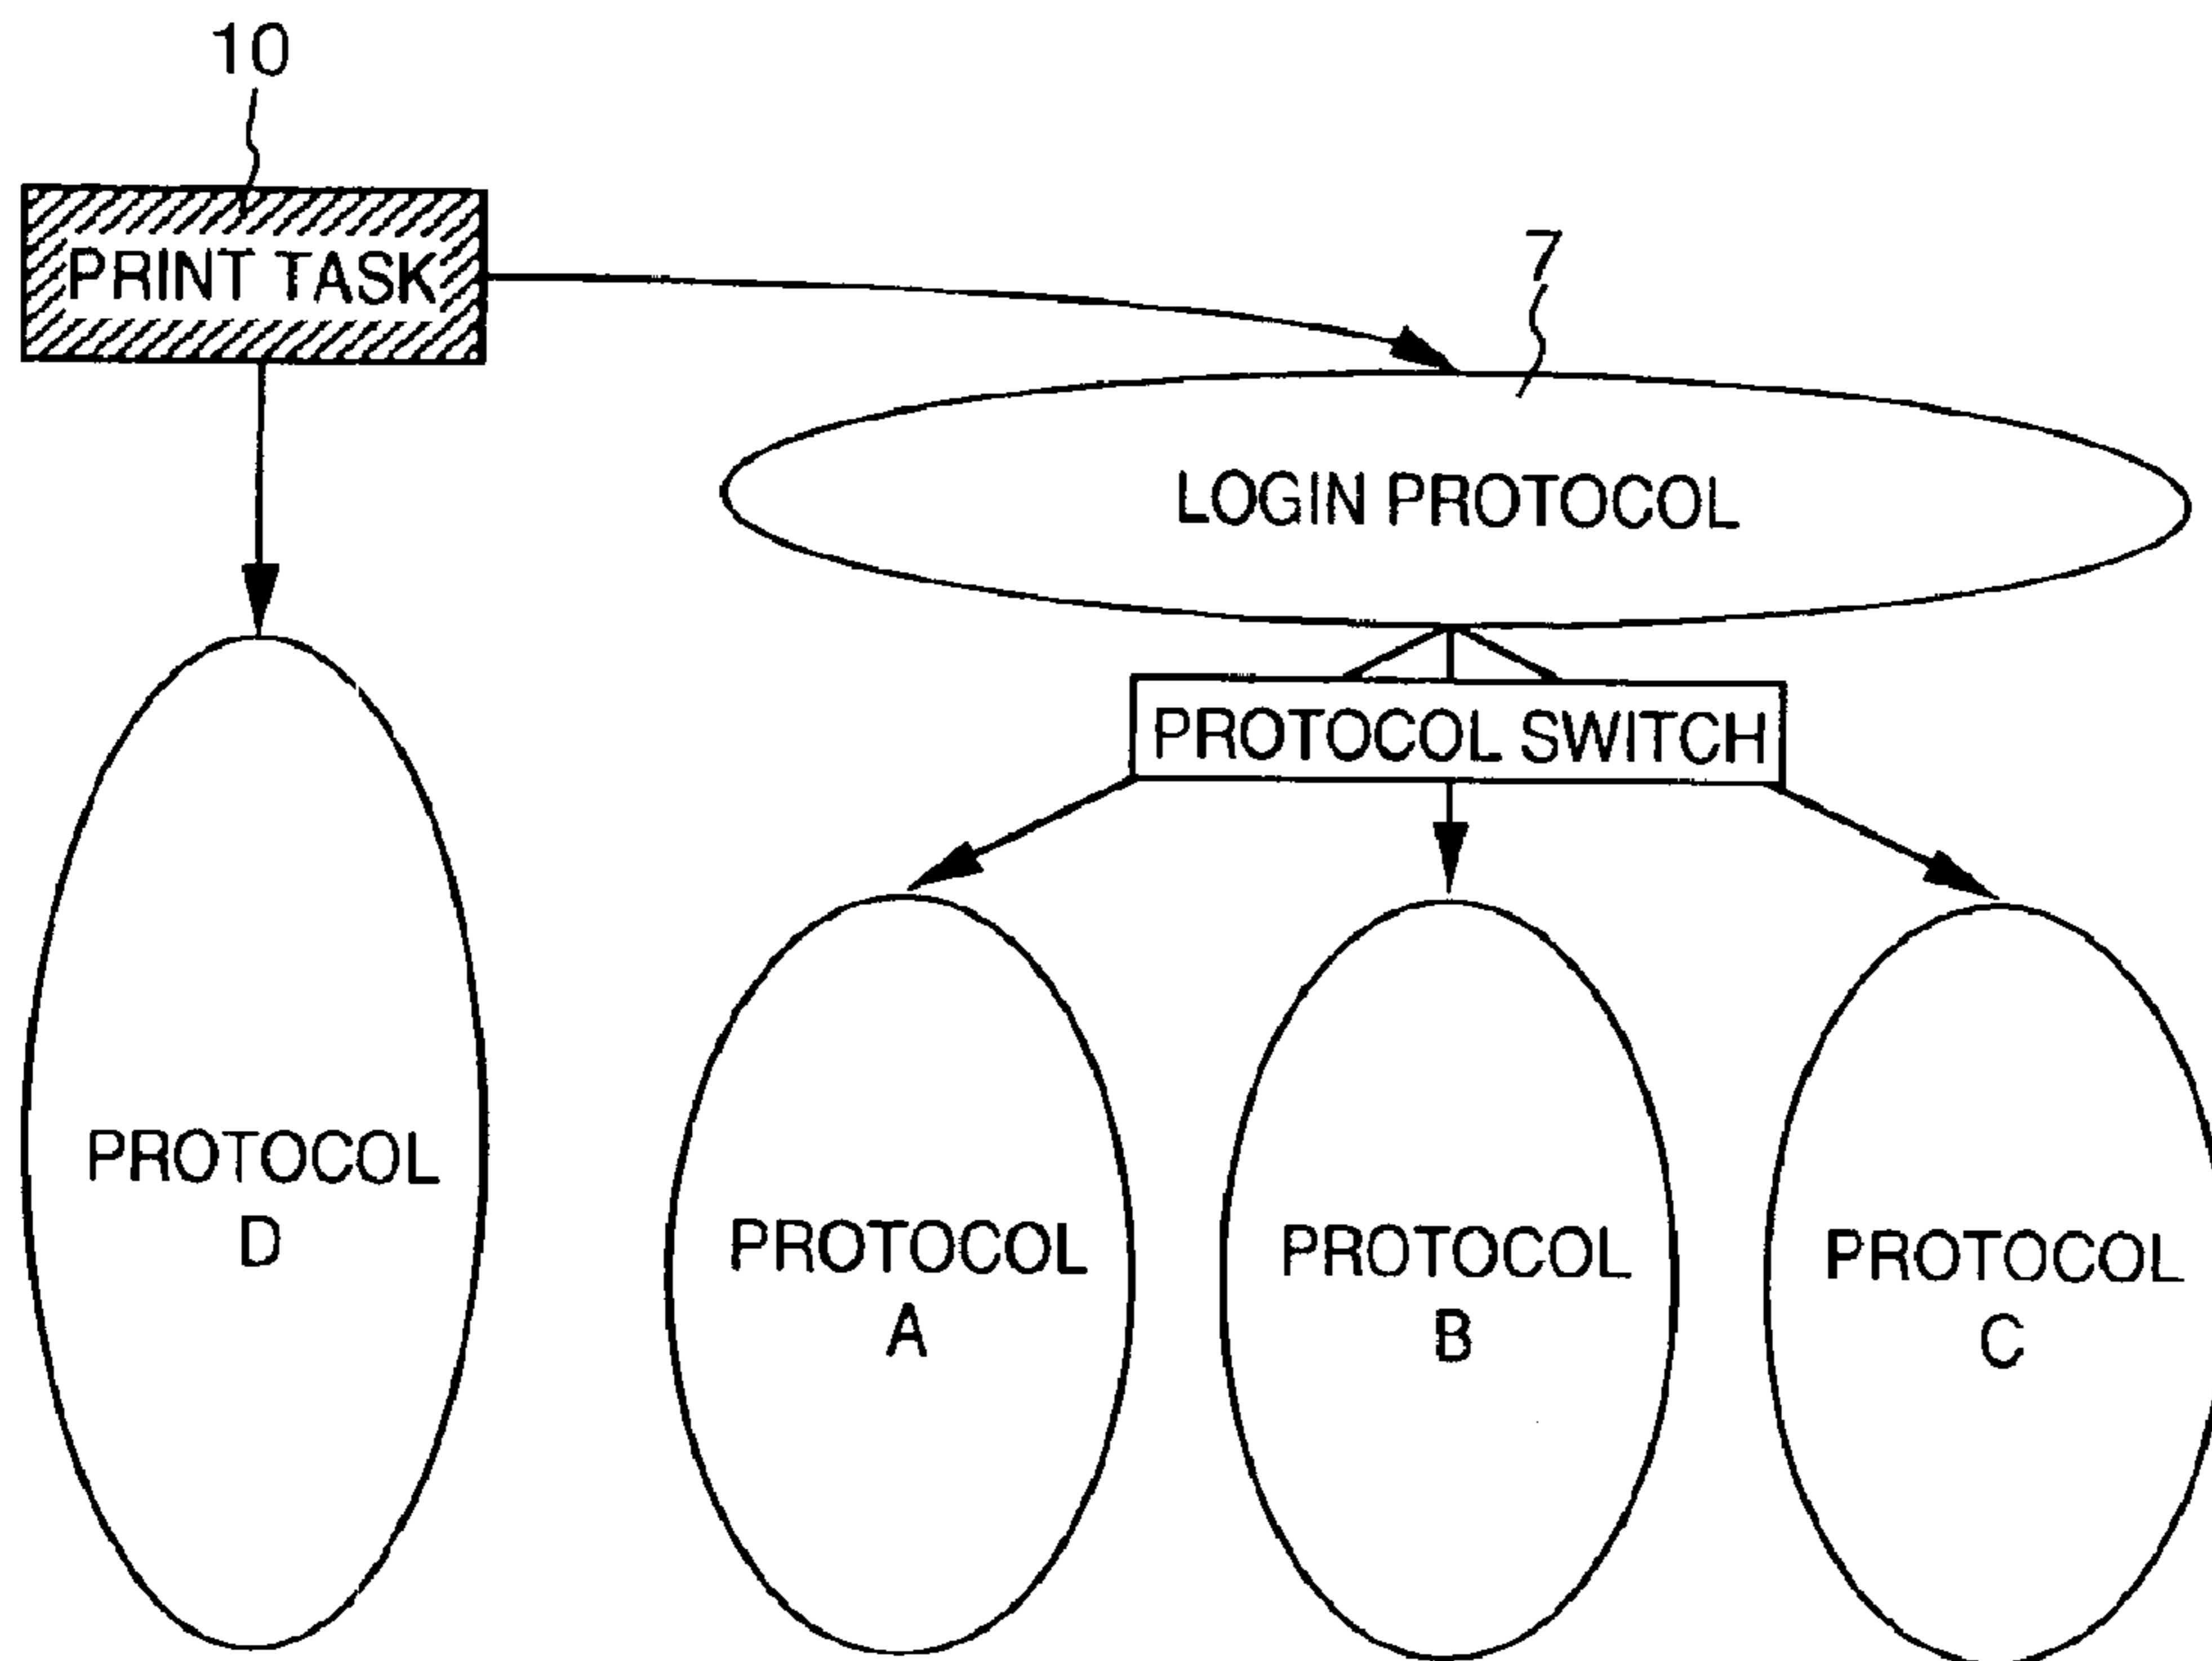 10
PRINT TASK
7
LOGIN PROTOCOL
PROTOCOL SWITCH
PROTOCOL
D
PROTOCOL
A
PROTOCOL
B
PROTOCOL
C